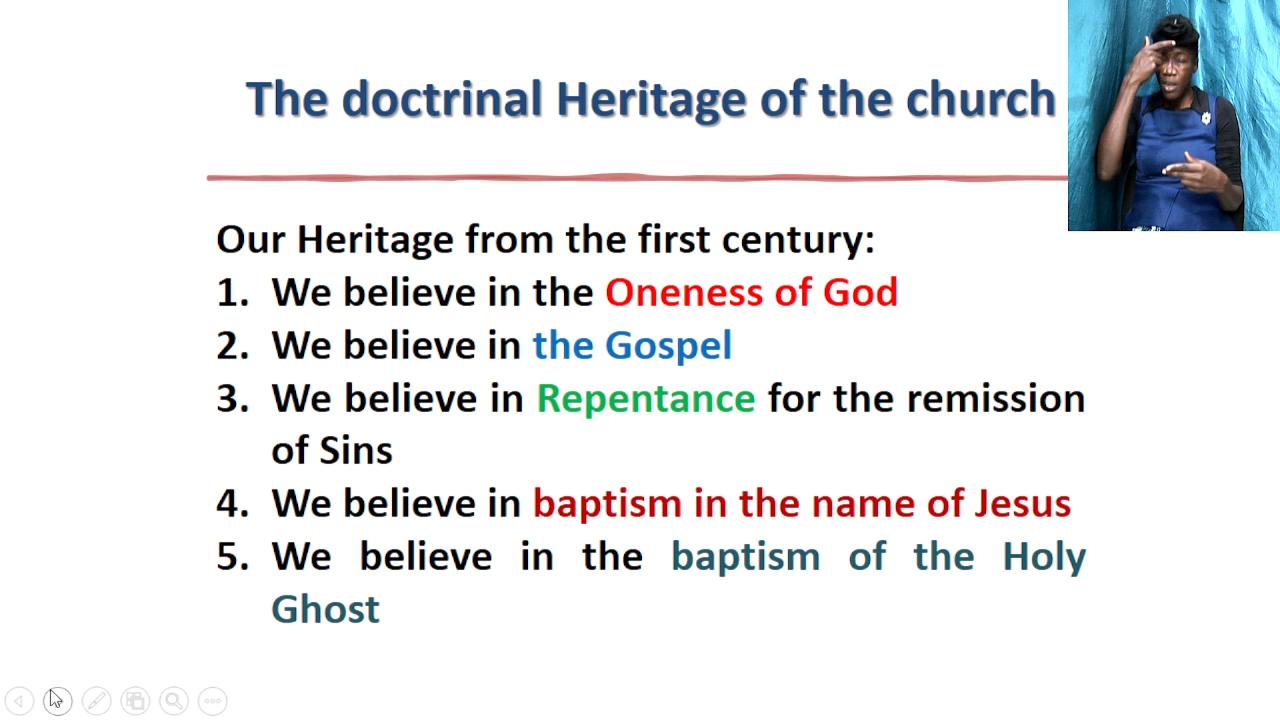 The doctrinal Heritage of the church
Our Heritage from the first century:
1. We believe in the Oneness of God
2. We believe in the Gospel
3. We believe in Repentance for the remission
of Sins
4. We believe in baptism in the name of Jesus
5. We believe in the baptism of the Holy
Ghost